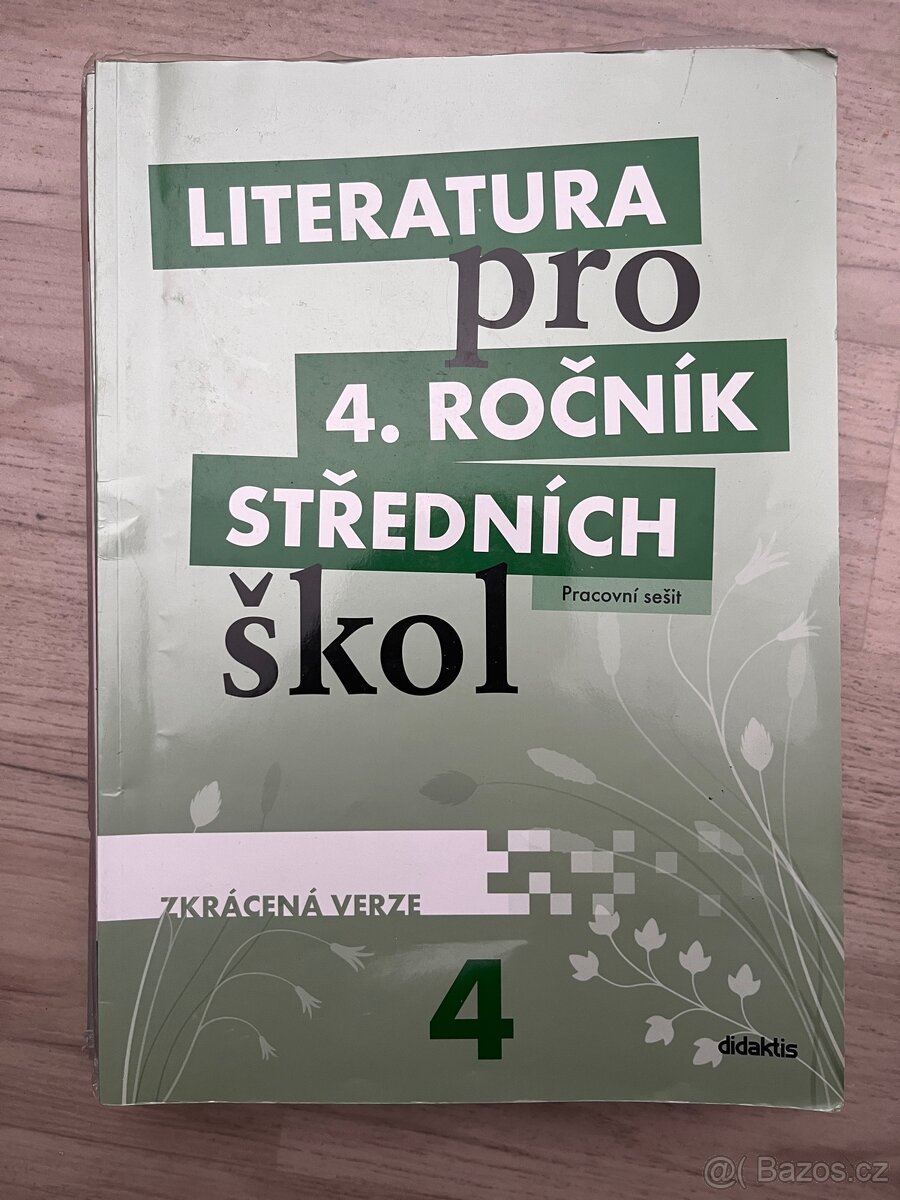 LITERATURA
pro
4. ROČNÍK
STŘEDNÍCH
škol
Pracovní sešit
ZKRÁCENÁ VERZE
4
didaktis
@( Bazos.cz